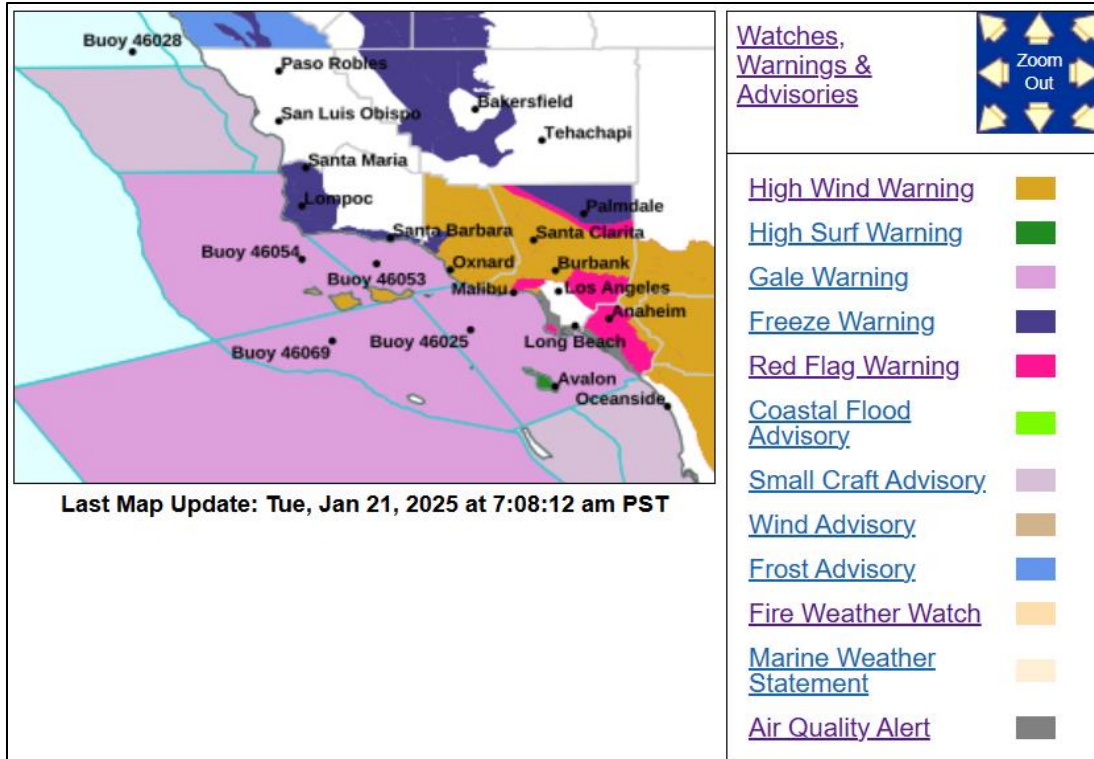 Buoy 46028
Paso Robles
San Luis Obispo
Bakersfield
Tehachapi
Santa Maria
Lompoc
Palmdale
Santa Barbara
Santa Clarita
Buoy 46054
Buoy 46053
Oxnard
Burbank
Malibu
Los Angeles
Anaheim
Buoy 46069
Buoy 46025
Long Beach
Avalon
Oceanside
Last Map Update: Tue, Jan 21, 2025 at 7:08:12 am PST
Watches,
Warnings &
Advisories
Zoom
Out
High Wind Warning
High Surf Warning
Gale Warning
Freeze Warning
Red Flag Warning
Coastal Flood
Advisory
Small Craft Advisory
Wind Advisory
Frost Advisory
Fire Weather Watch
Marine Weather
Statement
Air Quality Alert